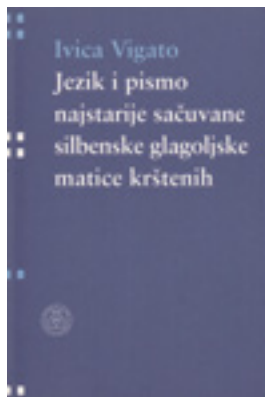 Ivica Vigato
Jezik i pismo
najstarije sačuvane
silbenske glagoljske
matice krštenih